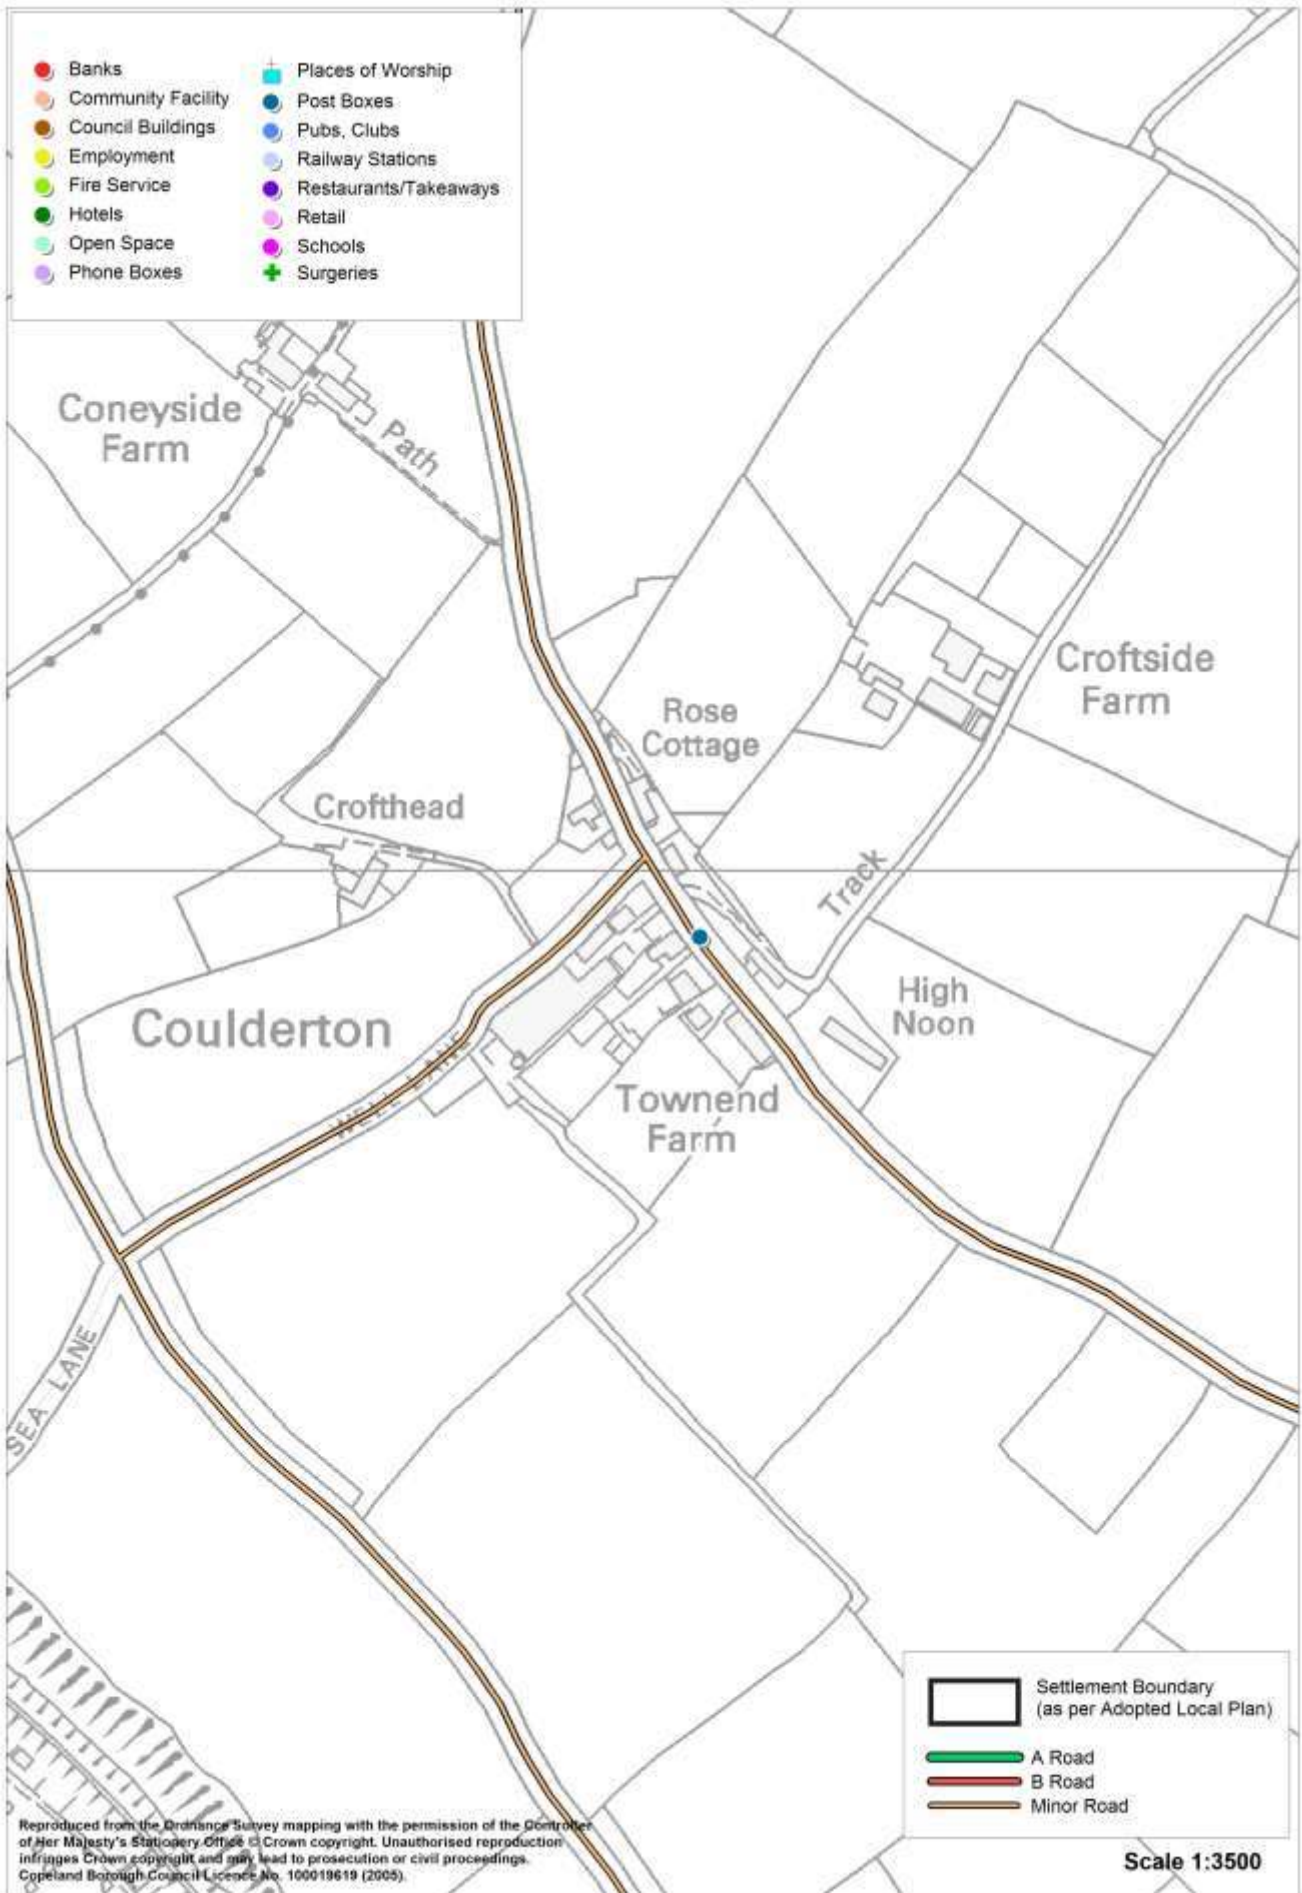 Banks
Community Facility
Council Buildings
Employment
Fire Service
Hotels
Open Space
Phone Boxes
Places of Worship
Post Boxes
Pubs, Clubs
Railway Stations
Restaurants/Takeaways
Retail
Schools
Surgeries
Coneyside
Farm
Path
Croftside
Farm
Rose
Cottage
Crofthead
Track
High
Noon
Coulderton
WELL LANE
Townend
Farm
SEA LANE
Settlement Boundary
(as per Adopted Local Plan)
A Road
B Road
Minor Road
Reproduced from the Ordnance Survey mapping with the permission of the Controller
of Her Majesty's Stationery Office © Crown copyright. Unauthorised reproduction
infringes Crown copyright and may lead to prosecution or civil proceedings.
Copeland Borough Council Licence No. 100019619 (2005).
Scale 1:3500